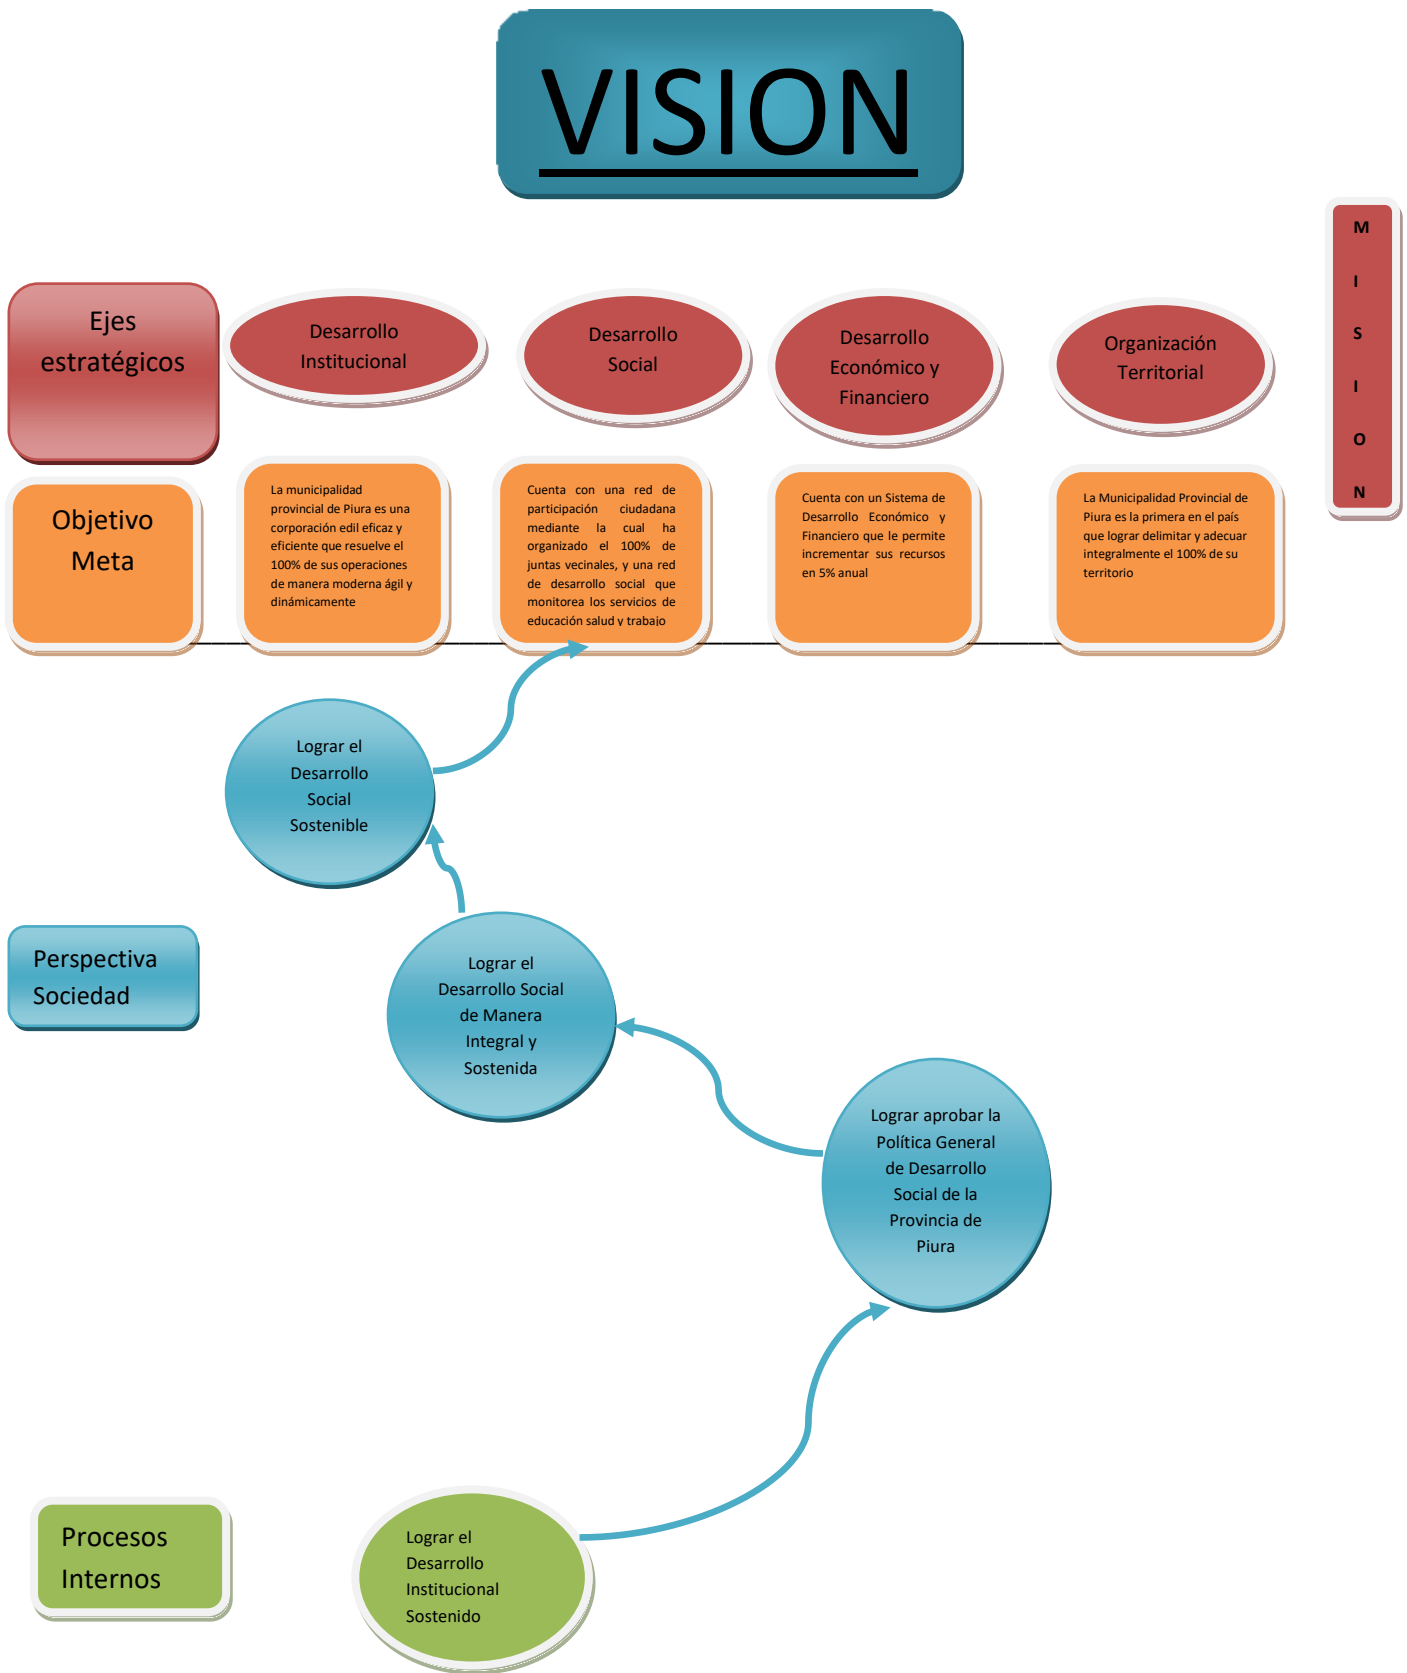 VISION
M
I
S
I
O
N
Ejes
estratégicos
Desarrollo
Institucional
Desarrollo
Social
Desarrollo
Económico y
Financiero
Organización
Territorial
Objetivo
Meta
La municipalidad
provincial de Piura es una
corporación edil eficaz y
eficiente que resuelve el
100% de sus operaciones
de manera moderna ágil y
dinámicamente
Cuenta con una red de
participación ciudadana
mediante la cual ha
organizado el 100% de
juntas vecinales, y una red
de desarrollo social que
monitorea los servicios de
educación salud y trabajo
Cuenta con un Sistema de
Desarrollo Económico y
Financiero que le permite
incrementar sus recursos
en 5% anual
La Municipalidad Provincial de
Piura es la primera en el país
que lograr delimitar y adecuar
integralmente el 100% de su
territorio
Lograr el
Desarrollo
Social
Sostenible
Perspectiva
Sociedad
Lograr el
Desarrollo Social
de Manera
Integral y
Sostenida
Lograr aprobar la
Política General
de Desarrollo
Social de la
Provincia de
Piura
Procesos
Internos
Lograr el
Desarrollo
Institucional
Sostenido